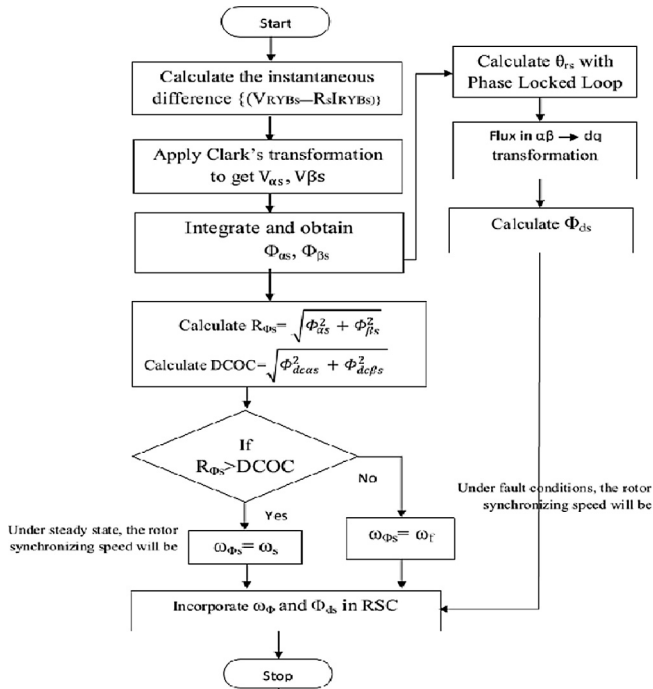 Start
Calculate the instantaneous
difference {(VRYBs—RsIRYBs)}
Apply Clark's transformation
to get Vαs, Vβs
Integrate and obtain
Φαs, Φβs
Calculate θrs with
Phase Locked Loop
Flux in αβ → dq
transformation
Calculate Φds
Calculate RΦs= √Φ²αs + Φ²βs
Calculate DCOC=√Φ²dcαs + Φ²dcβs
If
RΦs>DCOC
No
Yes
Under steady state, the rotor
synchronizing speed will be
ωΦs= ωs
ωΦs= ωf
Under fault conditions, the rotor
synchronizing speed will be
Incorporate ωΦ and Φds in RSC
Stop